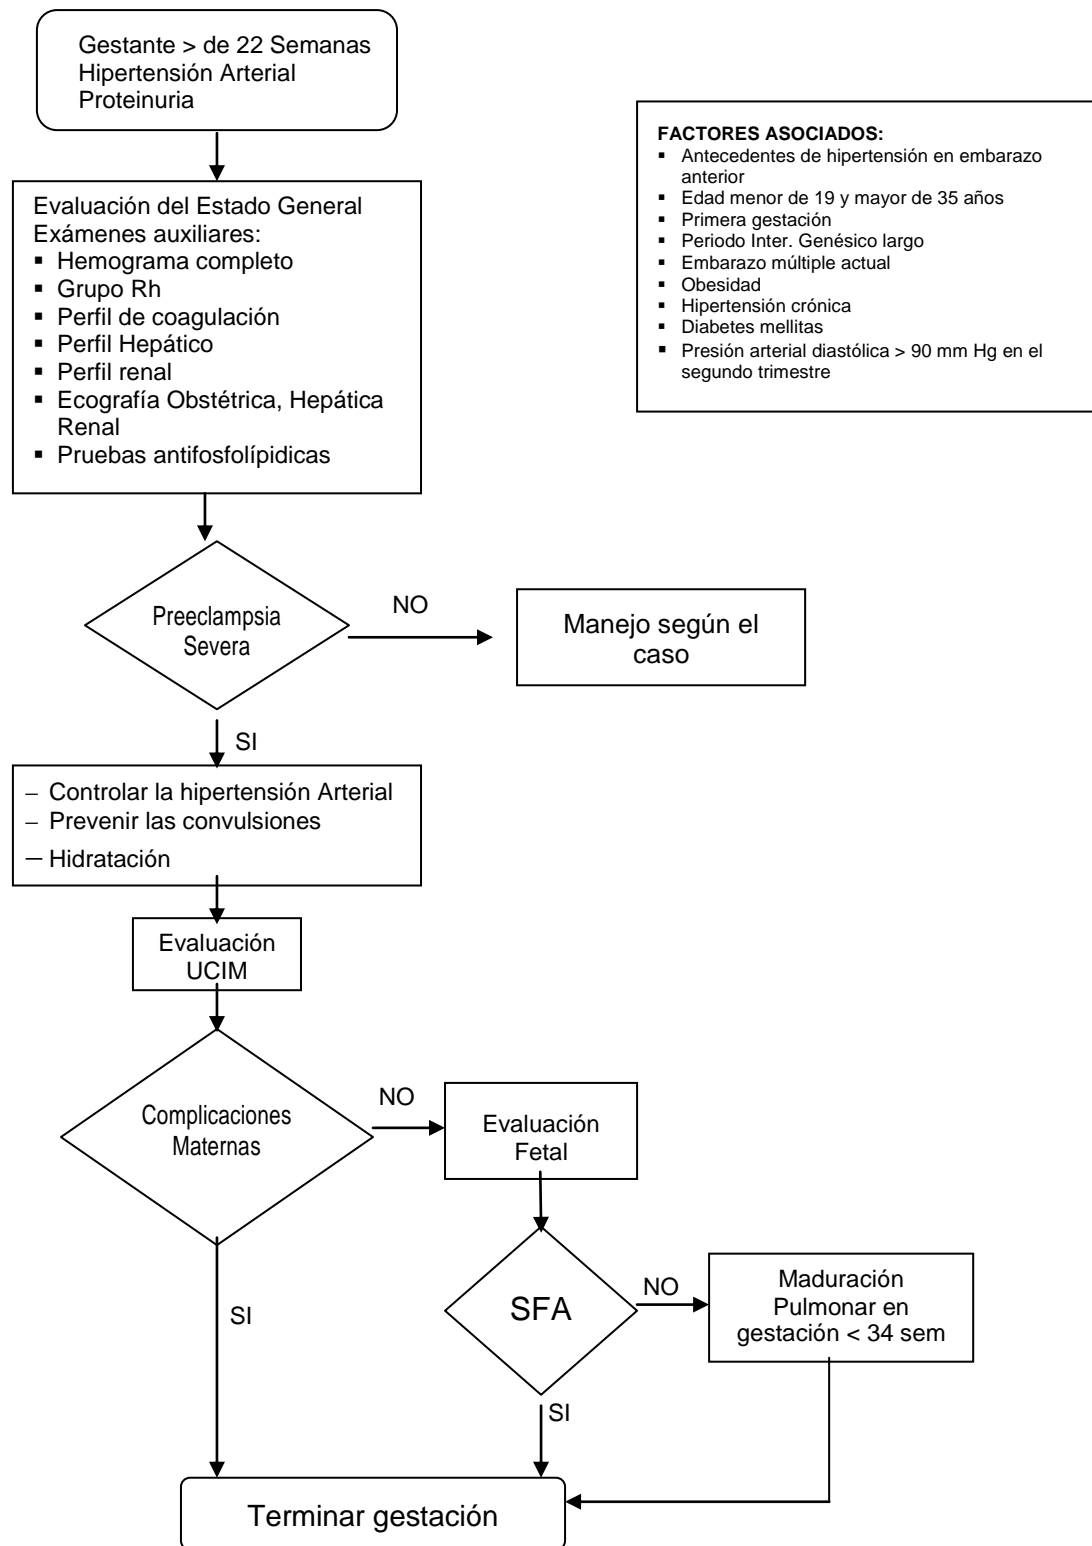 Gestante > de 22 Semanas
Hipertensión Arterial
Proteinuria
FACTORES ASOCIADOS:
▪ Antecedentes de hipertensión en embarazo
anterior
▪ Edad menor de 19 y mayor de 35 años
▪ Primera gestación
▪ Periodo Inter. Genésico largo
▪ Embarazo múltiple actual
▪ Obesidad
▪ Hipertensión crónica
▪ Diabetes mellitas
▪ Presión arterial diastólica > 90 mm Hg en el
segundo trimestre
Evaluación del Estado General
Exámenes auxiliares:
▪ Hemograma completo
▪ Grupo Rh
▪ Perfil de coagulación
▪ Perfil Hepático
▪ Perfil renal
▪ Ecografía Obstétrica, Hepática
Renal
▪ Pruebas antifosfolípidicas
Preeclampsia
Severa
NO
Manejo según el
caso
SI
– Controlar la hipertensión Arterial
– Prevenir las convulsiones
– Hidratación
Evaluación
UCIM
Complicaciones
Maternas
NO
Evaluación
Fetal
SI
SFA
NO
Maduración
Pulmonar en
gestación < 34 sem
SI
Terminar gestación